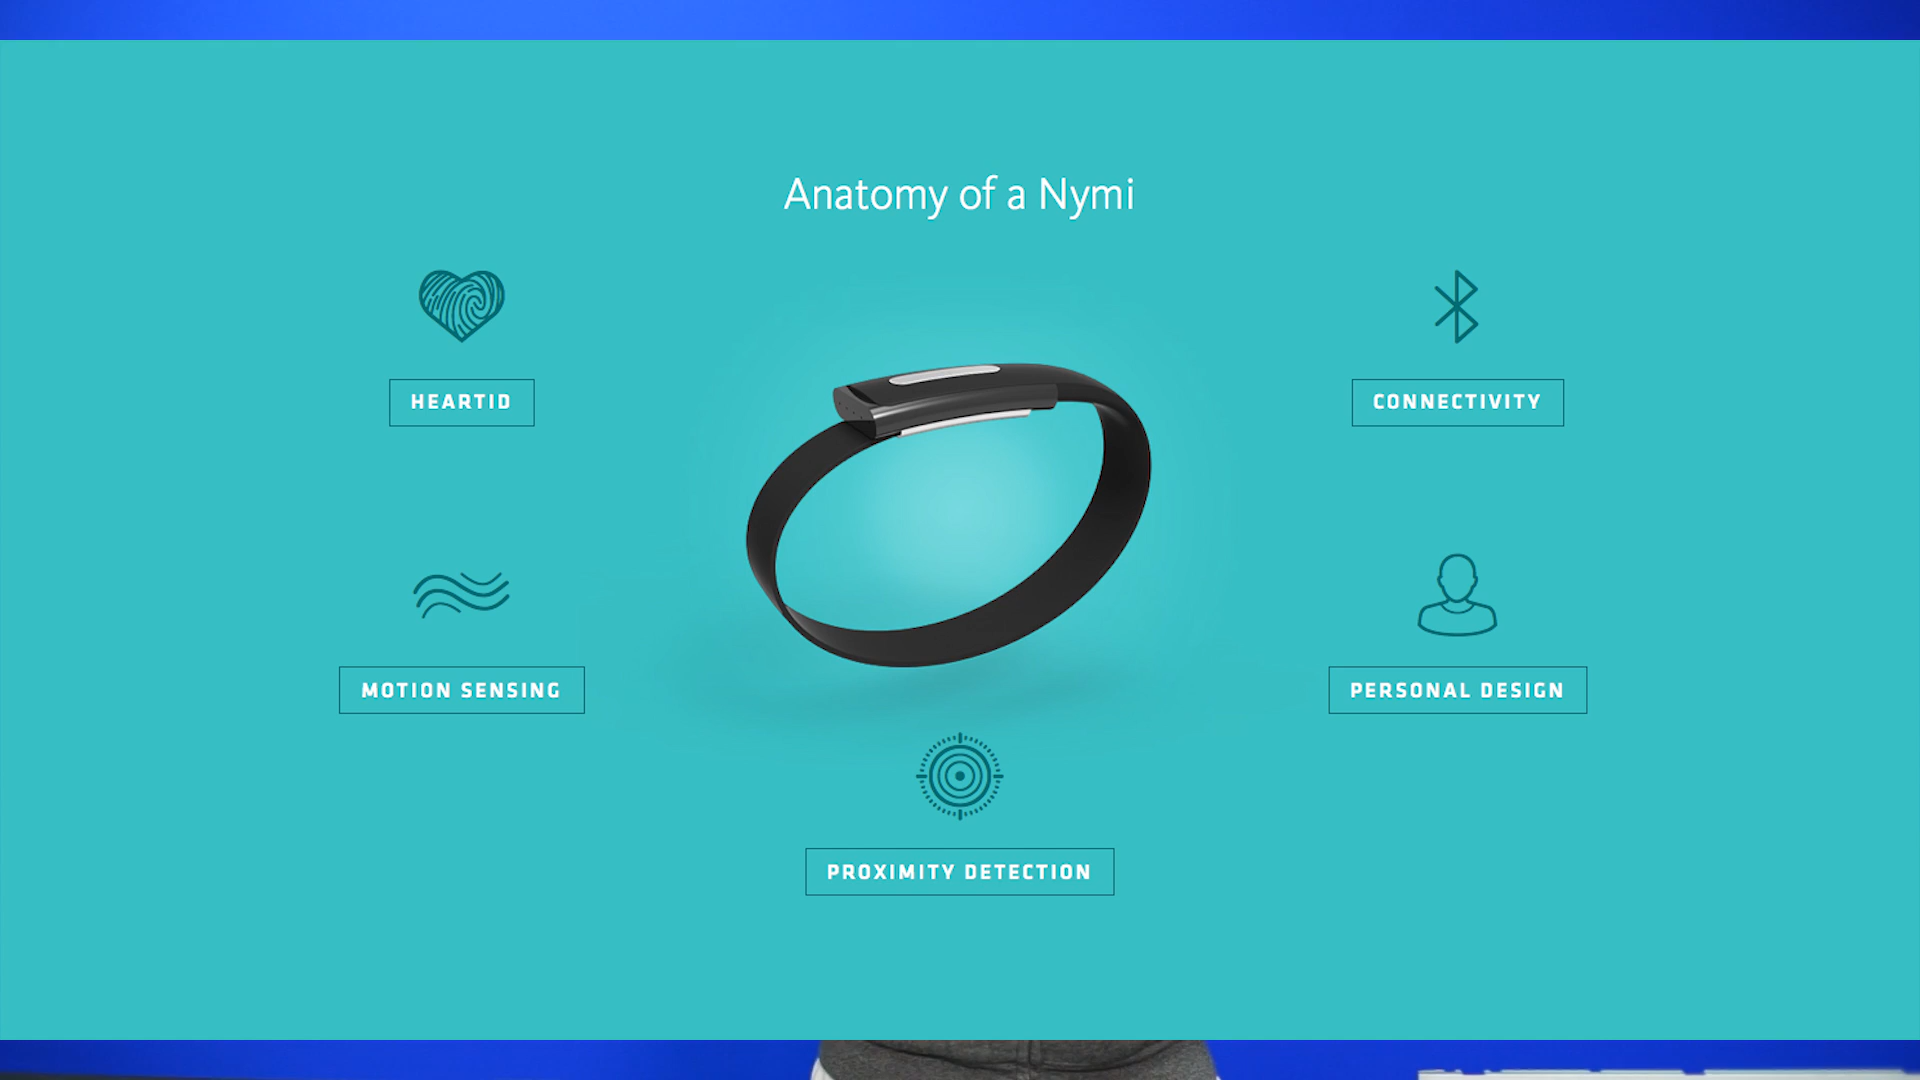 Anatomy of a Nymi
HEARTID
CONNECTIVITY
MOTION SENSING
PERSONAL DESIGN
PROXIMITY DETECTION